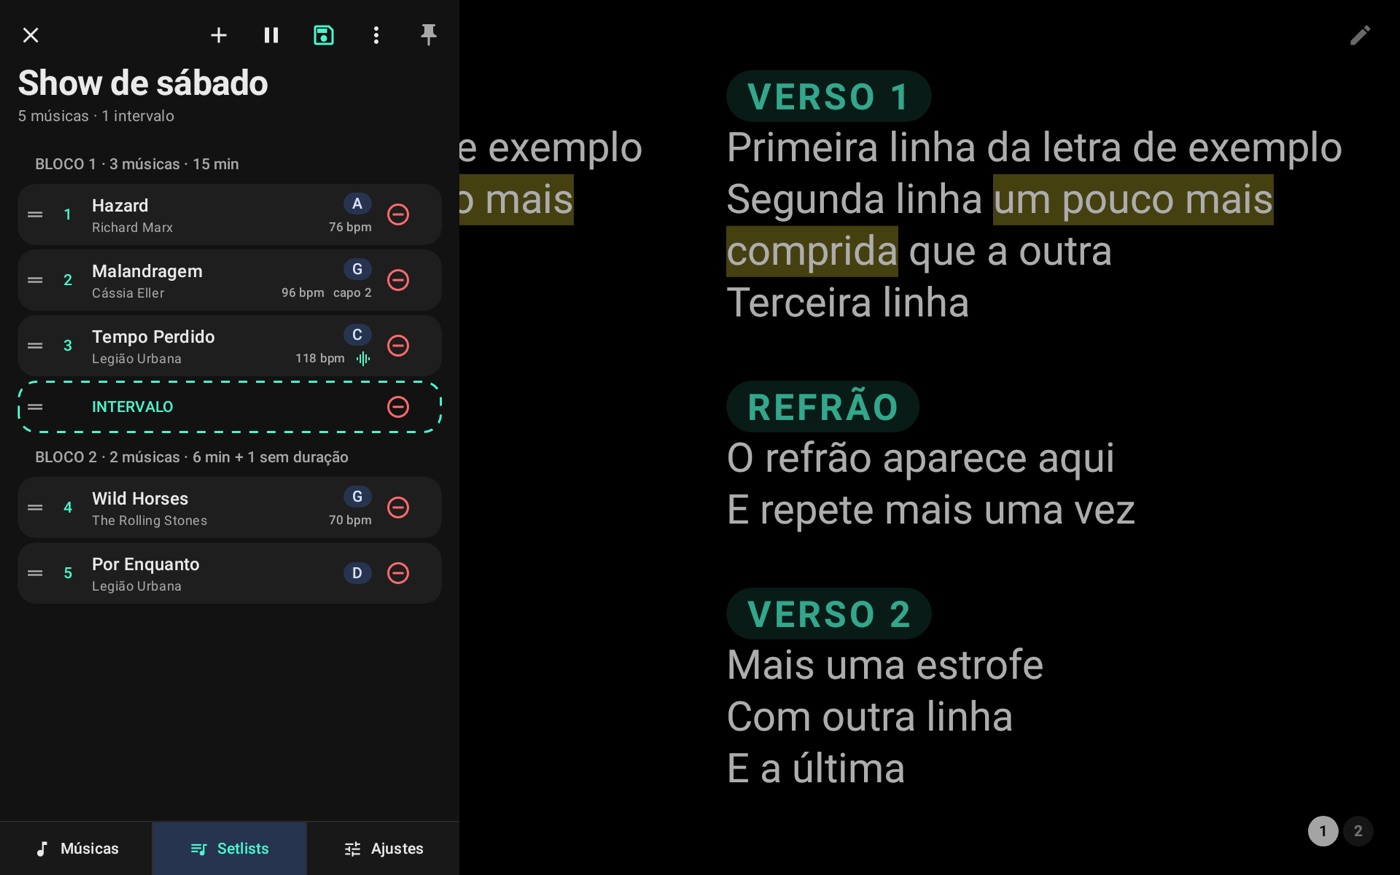 Show de sábado
5 músicas · 1 intervalo
BLOCO 1 · 3 músicas · 15 min
1 Hazard A
Richard Marx 76 bpm
2 Malandragem G
Cássia Eller 96 bpm capo 2
3 Tempo Perdido C
Legião Urbana 118 bpm
INTERVALO
BLOCO 2 · 2 músicas · 6 min + 1 sem duração
4 Wild Horses G
The Rolling Stones 70 bpm
5 Por Enquanto D
Legião Urbana
Músicas Setlists Ajustes
e exemplo
o mais
VERSO 1
Primeira linha da letra de exemplo
Segunda linha um pouco mais
comprida que a outra
Terceira linha
REFRÃO
O refrão aparece aqui
E repete mais uma vez
VERSO 2
Mais uma estrofe
Com outra linha
E a última
1 2